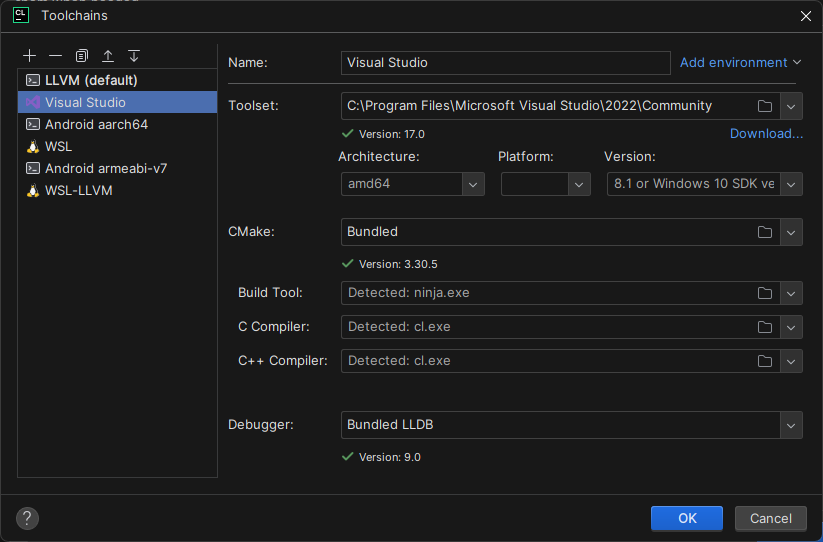 CL
Toolchains
LLVM (default)
Visual Studio
Android aarch64
WSL
Android armeabi-v7
WSL-LLVM
Name:
Visual Studio
Add environment
Toolset:
C:\Program Files\Microsoft Visual Studio\2022\Community
Version: 17.0
Download...
Architecture:
Platform:
Version:
amd64
8.1 or Windows 10 SDK ve
CMake:
Bundled
Version: 3.30.5
Build Tool:
Detected: ninja.exe
C Compiler:
Detected: cl.exe
C++ Compiler:
Detected: cl.exe
Debugger:
Bundled LLDB
Version: 9.0
?
OK
Cancel